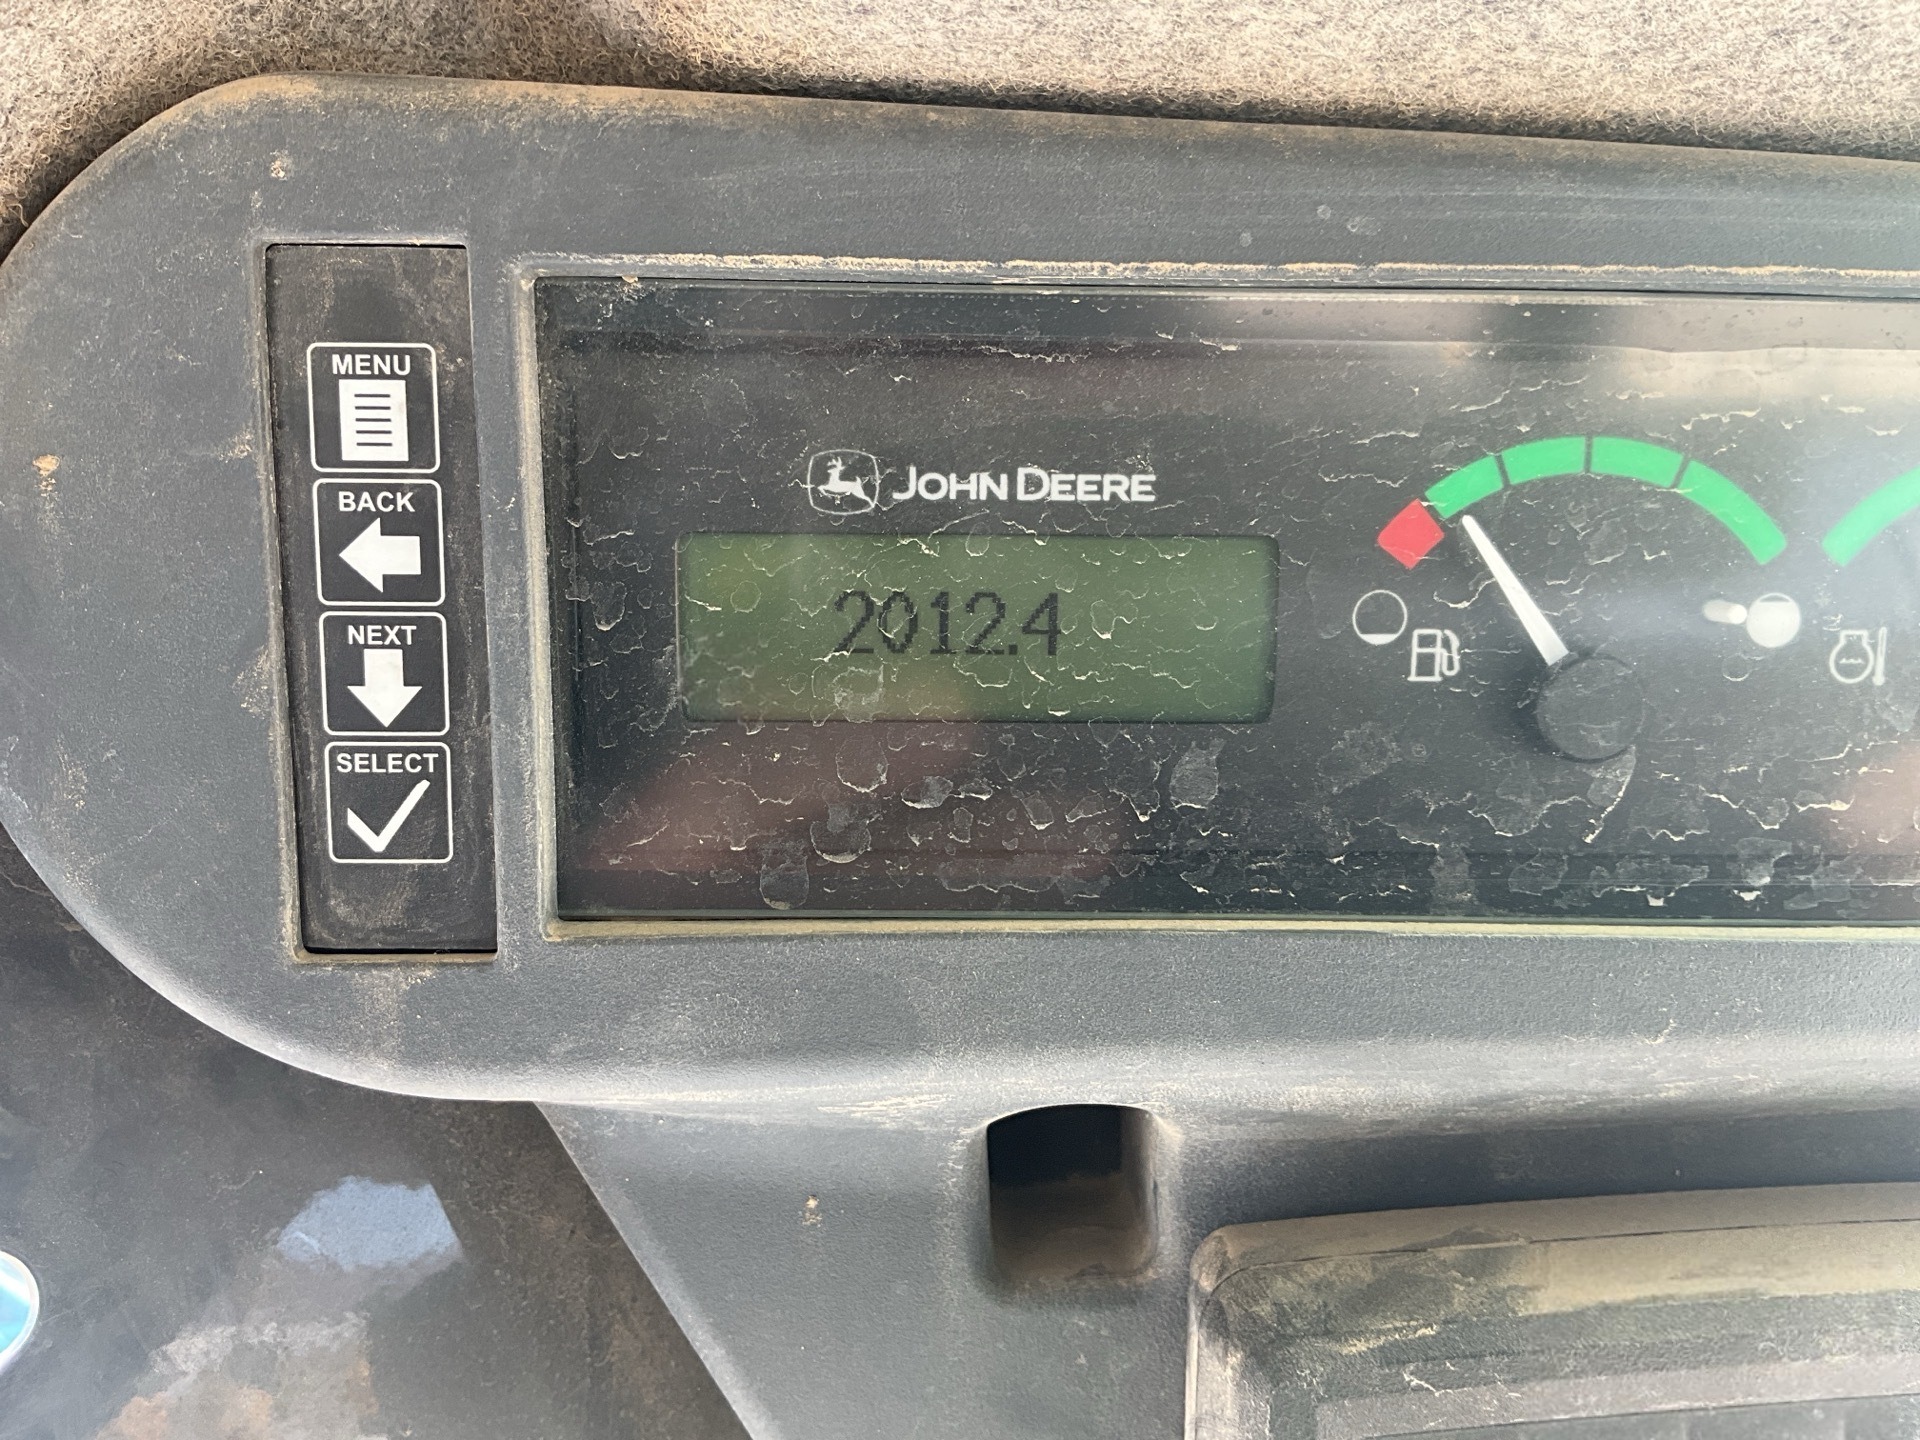 MENU
BACK
NEXT
SELECT
JOHN DEERE
2012.4